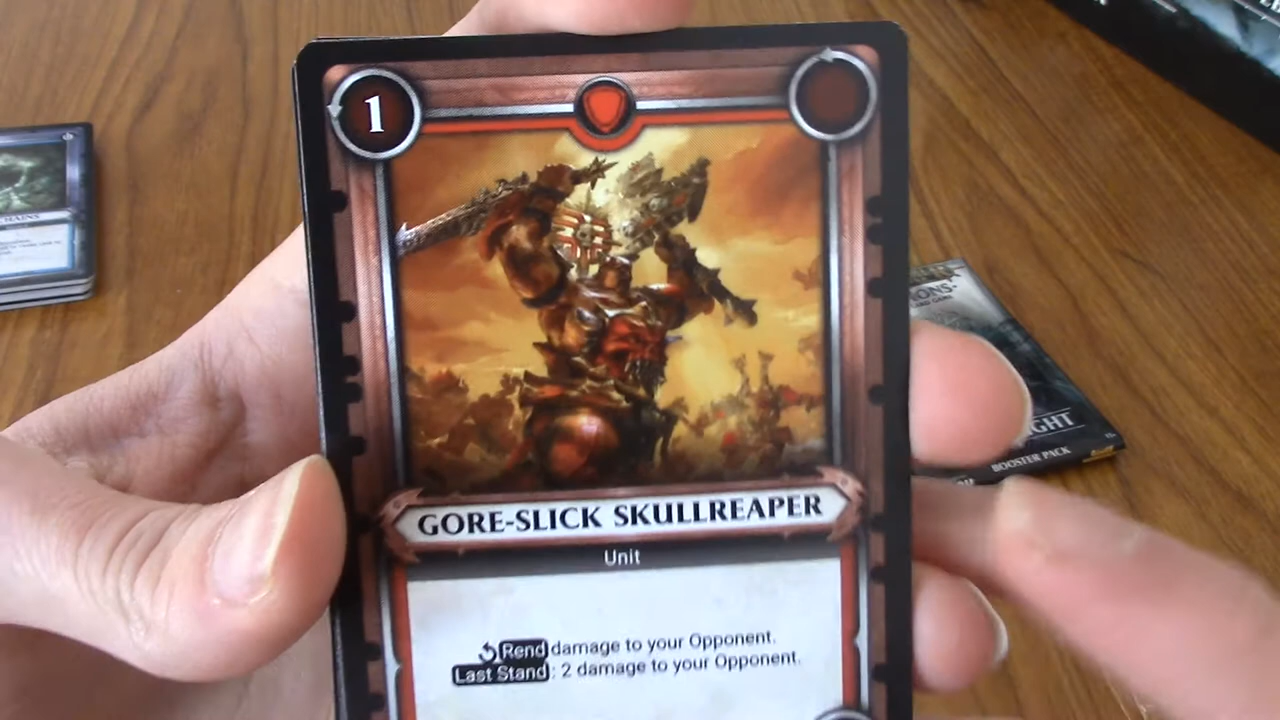 1
GORE-SLICK SKULLREAPER
Unit
Rend damage to your Opponent.
Last Stand: 2 damage to your Opponent.
CHAINS
BOOSTER PACK